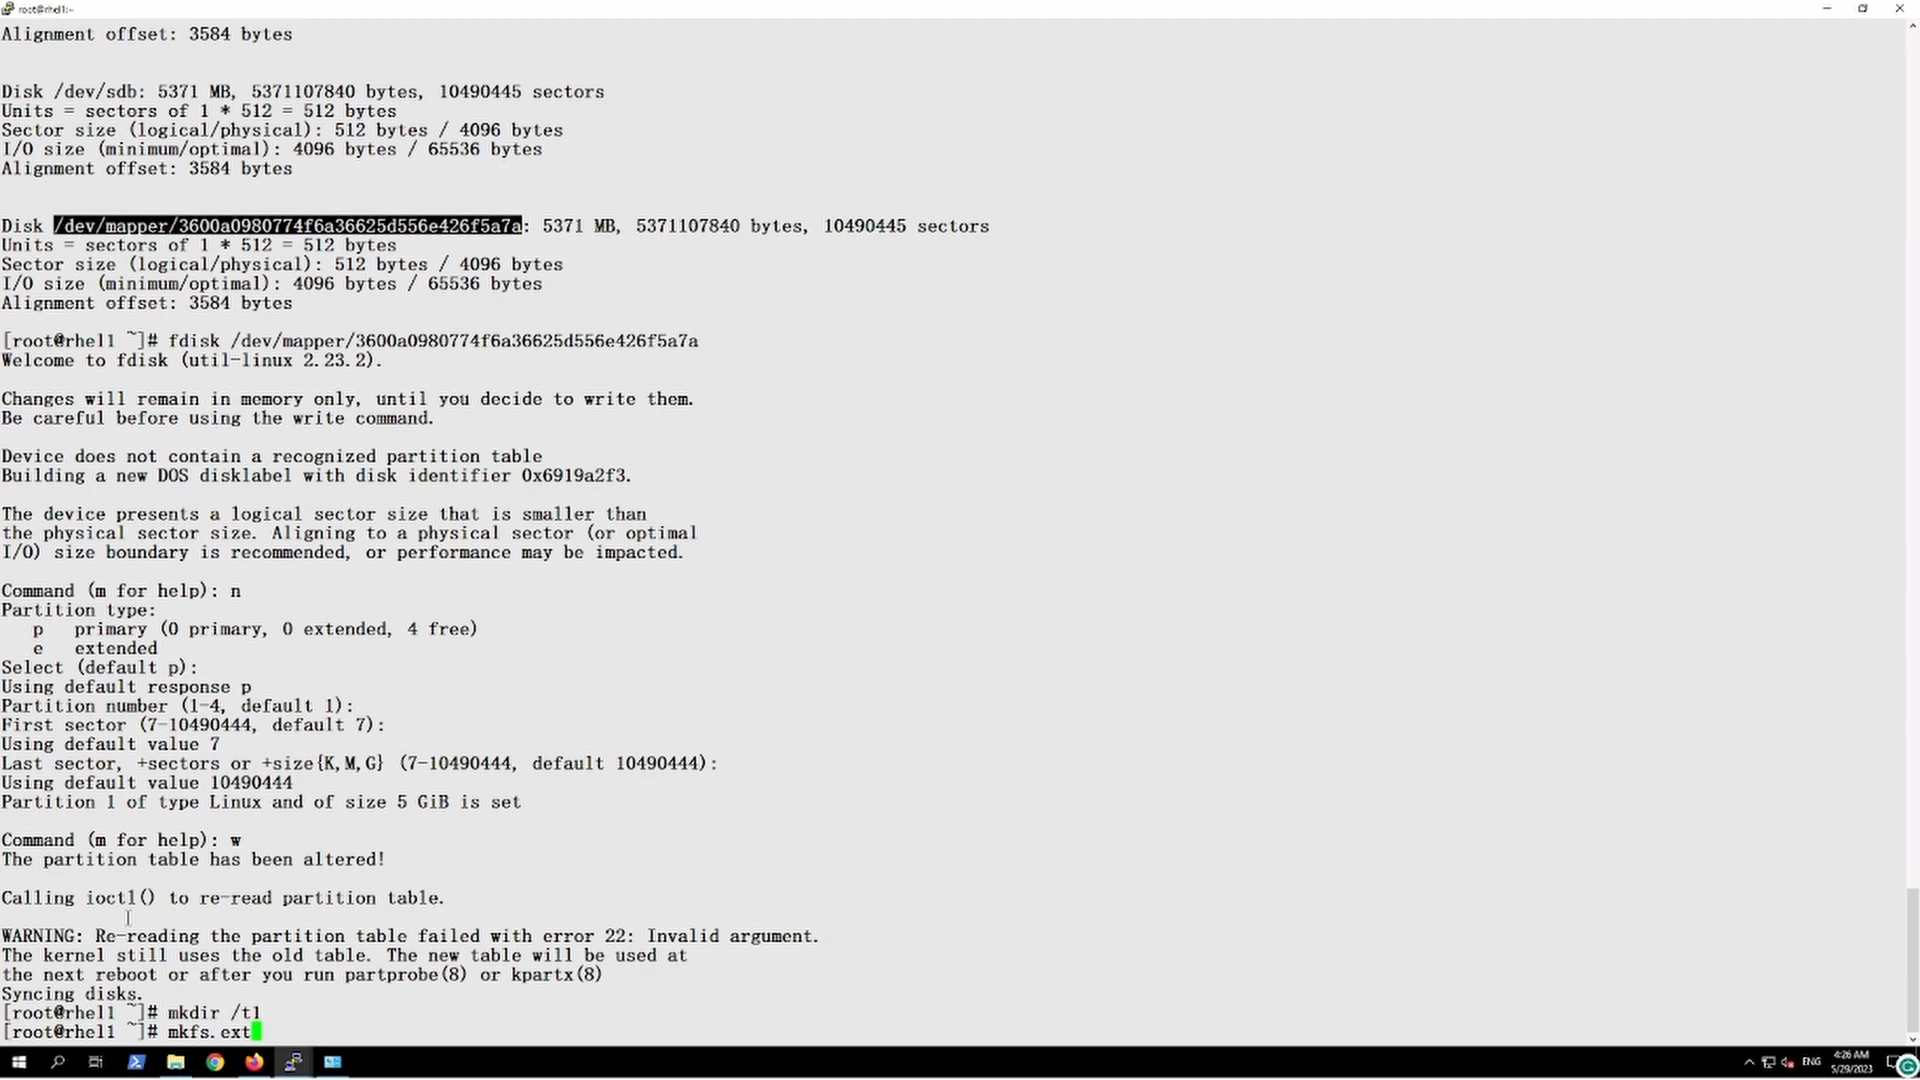 root@rhel1:~
Alignment offset: 3584 bytes
Disk /dev/sdb: 5371 MB, 5371107840 bytes, 10490445 sectors
Units = sectors of 1 * 512 = 512 bytes
Sector size (logical/physical): 512 bytes / 4096 bytes
I/O size (minimum/optimal): 4096 bytes / 65536 bytes
Alignment offset: 3584 bytes
Disk /dev/mapper/3600a0980774f6a36625d556e426f5a7a: 5371 MB, 5371107840 bytes, 10490445 sectors
Units = sectors of 1 * 512 = 512 bytes
Sector size (logical/physical): 512 bytes / 4096 bytes
I/O size (minimum/optimal): 4096 bytes / 65536 bytes
Alignment offset: 3584 bytes
[root@rhel1 ~]# fdisk /dev/mapper/3600a0980774f6a36625d556e426f5a7a
Welcome to fdisk (util-linux 2.23.2).
Changes will remain in memory only, until you decide to write them.
Be careful before using the write command.
Device does not contain a recognized partition table
Building a new DOS disklabel with disk identifier 0x6919a2f3.
The device presents a logical sector size that is smaller than
the physical sector size. Aligning to a physical sector (or optimal
I/O) size boundary is recommended, or performance may be impacted.
Command (m for help): n
Partition type:
p primary (0 primary, 0 extended, 4 free)
e extended
Select (default p):
Using default response p
Partition number (1-4, default 1):
First sector (7-10490444, default 7):
Using default value 7
Last sector, +sectors or +size{K,M,G} (7-10490444, default 10490444):
Using default value 10490444
Partition 1 of type Linux and of size 5 GiB is set
Command (m for help): w
The partition table has been altered!
Calling ioctl() to re-read partition table.
WARNING: Re-reading the partition table failed with error 22: Invalid argument.
The kernel still uses the old table. The new table will be used at
the next reboot or after you run partprobe(8) or kpartx(8)
Syncing disks.
[root@rhel1 ~]# mkdir /t1
[root@rhel1 ~]# mkfs.ext
ENG
4:26 AM
5/29/2023